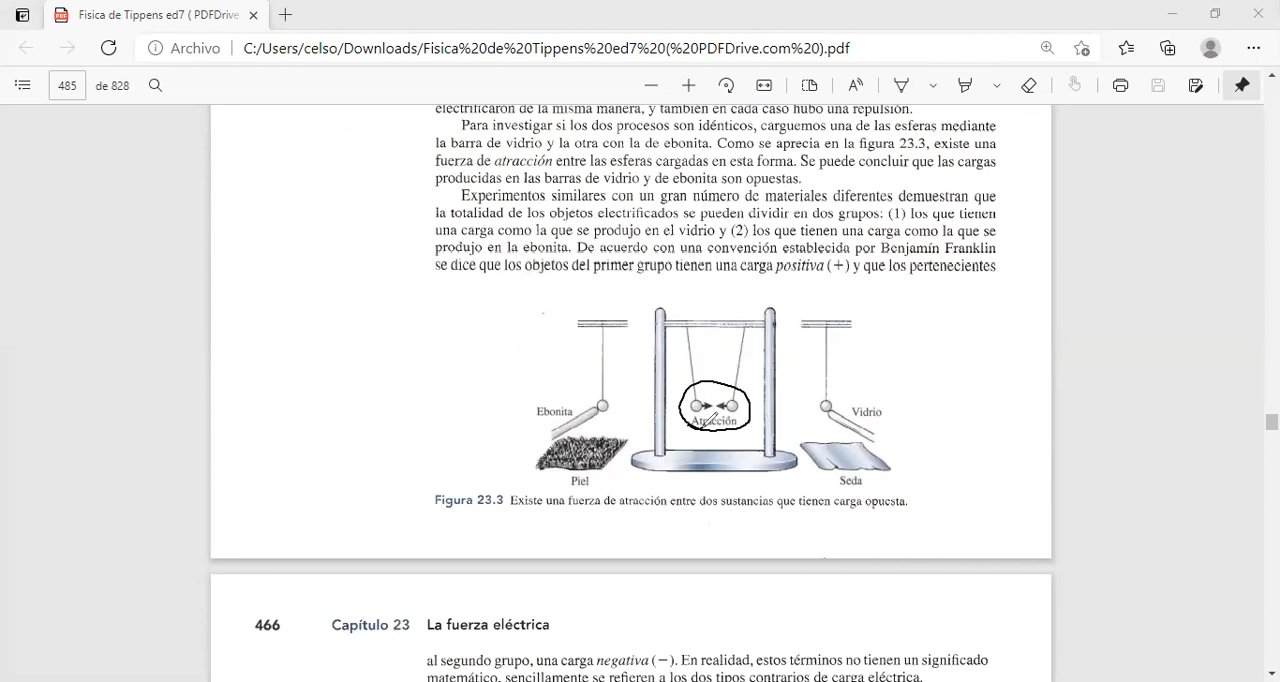 Fisica de Tippens ed7 ( PDFDrive
Archivo
C:/Users/celso/Downloads/Fisica%20de%20Tippens%20ed7%20(%20PDFDrive.com%20).pdf
485 de 828
electrificaron de la misma manera, y también en cada caso hubo una repulsión.
Para investigar si los dos procesos son idénticos, carguemos una de las esferas mediante
la barra de vidrio y la otra con la de ebonita. Como se aprecia en la figura 23.3, existe una
fuerza de atracción entre las esferas cargadas en esta forma. Se puede concluir que las cargas
producidas en las barras de vidrio y de ebonita son opuestas.
Experimentos similares con un gran número de materiales diferentes demuestran que
la totalidad de los objetos electrificados se pueden dividir en dos grupos: (1) los que tienen
una carga como la que se produjo en el vidrio y (2) los que tienen una carga como la que se
produjo en la ebonita. De acuerdo con una convención establecida por Benjamín Franklin
se dice que los objetos del primer grupo tienen una carga positiva (+) y que los pertenecientes
Ebonita
Atracción
Vidrio
Piel
Seda
Figura 23.3 Existe una fuerza de atracción entre dos sustancias que tienen carga opuesta.
466 Capítulo 23 La fuerza eléctrica
al segundo grupo, una carga negativa (−). En realidad, estos términos no tienen un significado
matemático, sencillamente se refieren a los dos tipos contrarios de carga eléctrica.